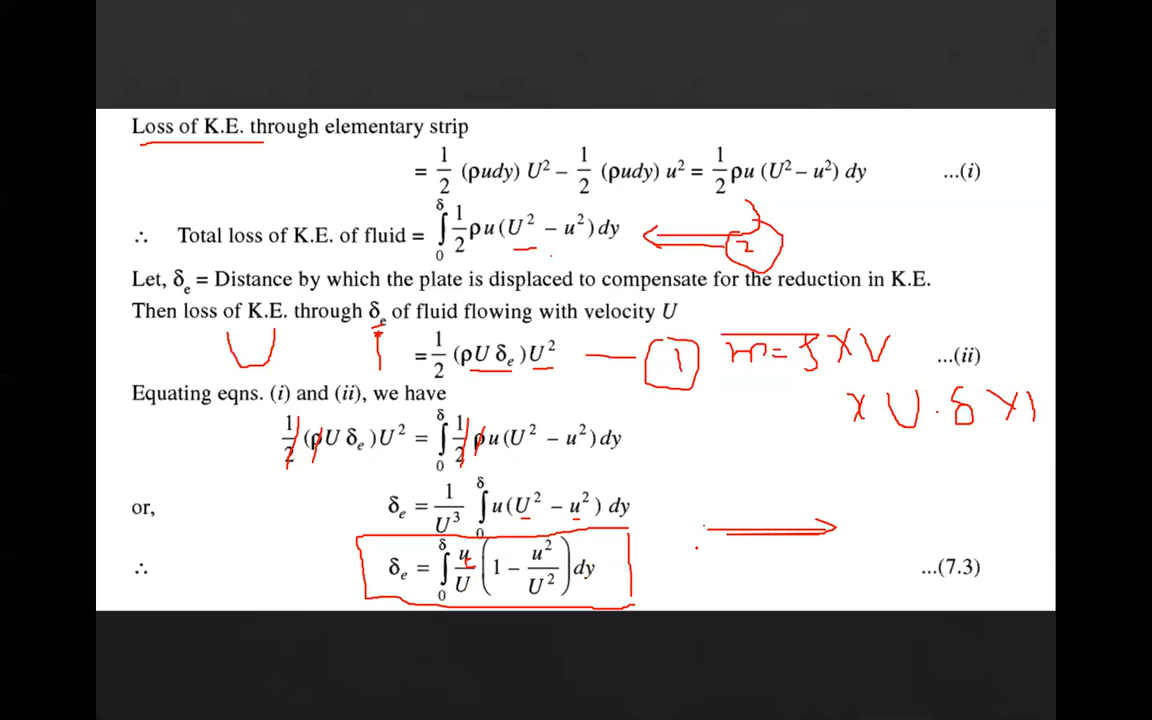 Loss of K.E. through elementary strip
= 1/2 (ρudy) U² – 1/2 (ρudy) u² = 1/2 ρu (U² – u²) dy ...(i)
∴ Total loss of K.E. of fluid = ∫₀^δ 1/2 ρu (U² – u²) dy
2
Let, δₑ = Distance by which the plate is displaced to compensate for the reduction in K.E.
Then loss of K.E. through δₑ of fluid flowing with velocity U
U
= 1/2 (ρU δₑ) U² — 1 m = ρ × V ...(ii)
× U . δ × 1
Equating eqns. (i) and (ii), we have
1/2 (ρU δₑ) U² = ∫₀^δ 1/2 ρu (U² – u²) dy
or, δₑ = 1/U³ ∫₀^δ u (U² – u²) dy
∴ δₑ = ∫₀^δ u/U (1 – u²/U²) dy ...(7.3)